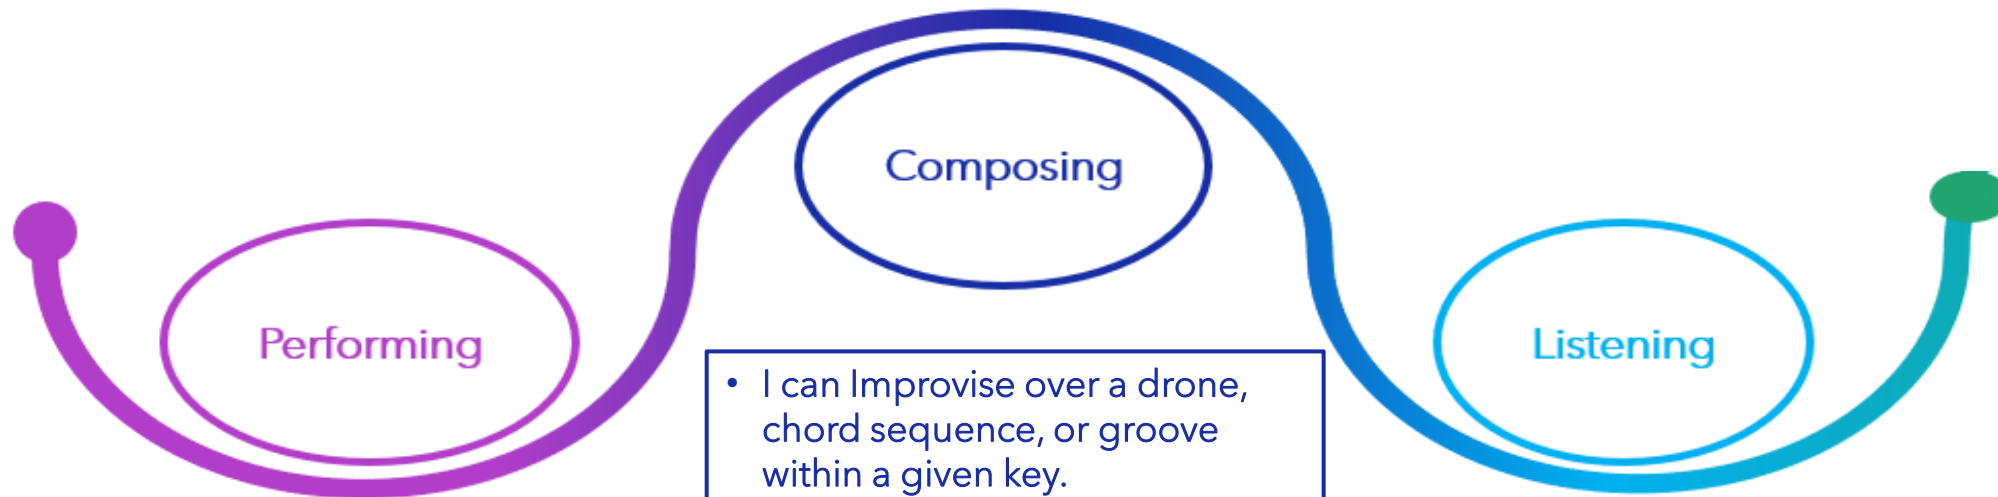 Composing
Performing
Listening
• I can Improvise over a drone,
chord sequence, or groove
within a given key.